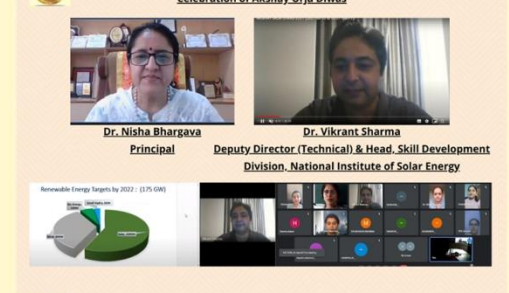 Celebration of Akshay Urja Diwas
Dr. Nisha Bhargava
Principal
Dr. Vikrant Sharma
Deputy Director (Technical) & Head, Skill Development
Division, National Institute of Solar Energy
Renewable Energy Targets by 2022 : (175 GW)